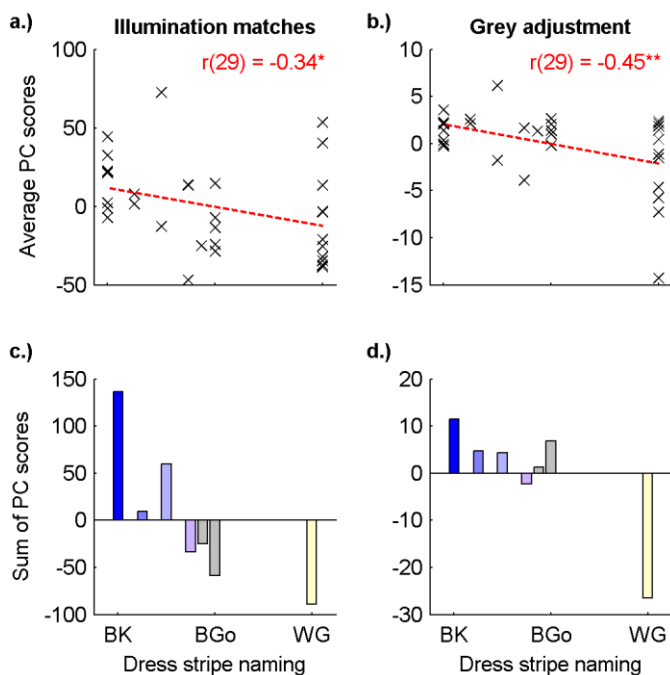 a.) Illumination matches
r(29) = -0.34*
Average PC scores
100
50
0
-50
b.) Grey adjustment
r(29) = -0.45**
10
5
0
-5
-10
-15
c.)
Sum of PC scores
150
100
50
0
-50
-100
BK BGo WG
Dress stripe naming
d.)
20
10
0
-10
-20
-30
BK BGo WG
Dress stripe naming